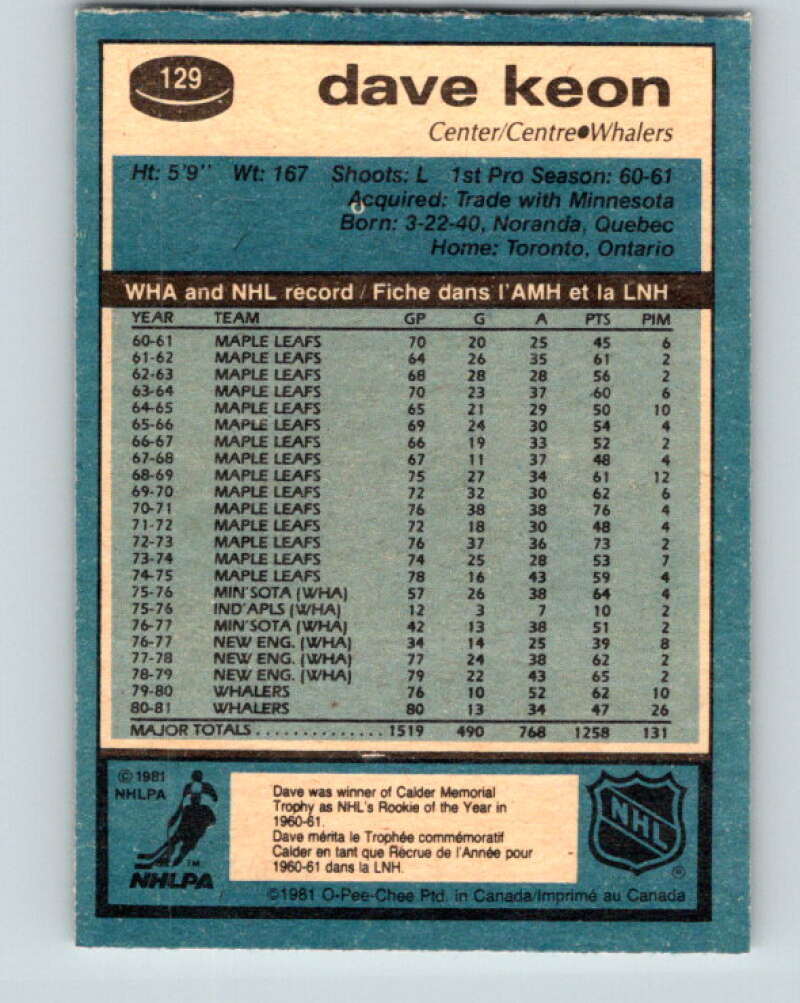 129
dave keon
Center/Centre●Whalers
Ht: 5'9'' Wt: 167 Shoots: L 1st Pro Season: 60-61
Acquired: Trade with Minnesota
Born: 3-22-40, Noranda, Quebec
Home: Toronto, Ontario
WHA and NHL record / Fiche dans l'AMH et la LNH
YEAR TEAM GP G A PTS PIM
60-61 MAPLE LEAFS 70 20 25 45 6
61-62 MAPLE LEAFS 64 26 35 61 2
62-63 MAPLE LEAFS 68 28 28 56 2
63-64 MAPLE LEAFS 70 23 37 60 6
64-65 MAPLE LEAFS 65 21 29 50 10
65-66 MAPLE LEAFS 69 24 30 54 4
66-67 MAPLE LEAFS 66 19 33 52 2
67-68 MAPLE LEAFS 67 11 37 48 4
68-69 MAPLE LEAFS 75 27 34 61 12
69-70 MAPLE LEAFS 72 32 30 62 6
70-71 MAPLE LEAFS 76 38 38 76 4
71-72 MAPLE LEAFS 72 18 30 48 4
72-73 MAPLE LEAFS 76 37 36 73 2
73-74 MAPLE LEAFS 74 25 28 53 7
74-75 MAPLE LEAFS 78 16 43 59 4
75-76 MIN'SOTA (WHA) 57 26 38 64 4
75-76 IND'APLS (WHA) 12 3 7 10 2
76-77 MIN'SOTA (WHA) 42 13 38 51 2
76-77 NEW ENG. (WHA) 34 14 25 39 8
77-78 NEW ENG. (WHA) 77 24 38 62 2
78-79 NEW ENG. (WHA) 79 22 43 65 2
79-80 WHALERS 76 10 52 62 10
80-81 WHALERS 80 13 34 47 26
MAJOR TOTALS.............. 1519 490 768 1258 131
© 1981
NHLPA
Dave was winner of Calder Memorial
Trophy as NHL's Rookie of the Year in
1960-61.
Dave mérita le Trophée commémoratif
Calder en tant que Recrue de l'Année pour
1960-61 dans la LNH.
TM
NHLPA
NHL
®
©1981 O-Pee-Chee Ptd. in Canada/Imprimé au Canada